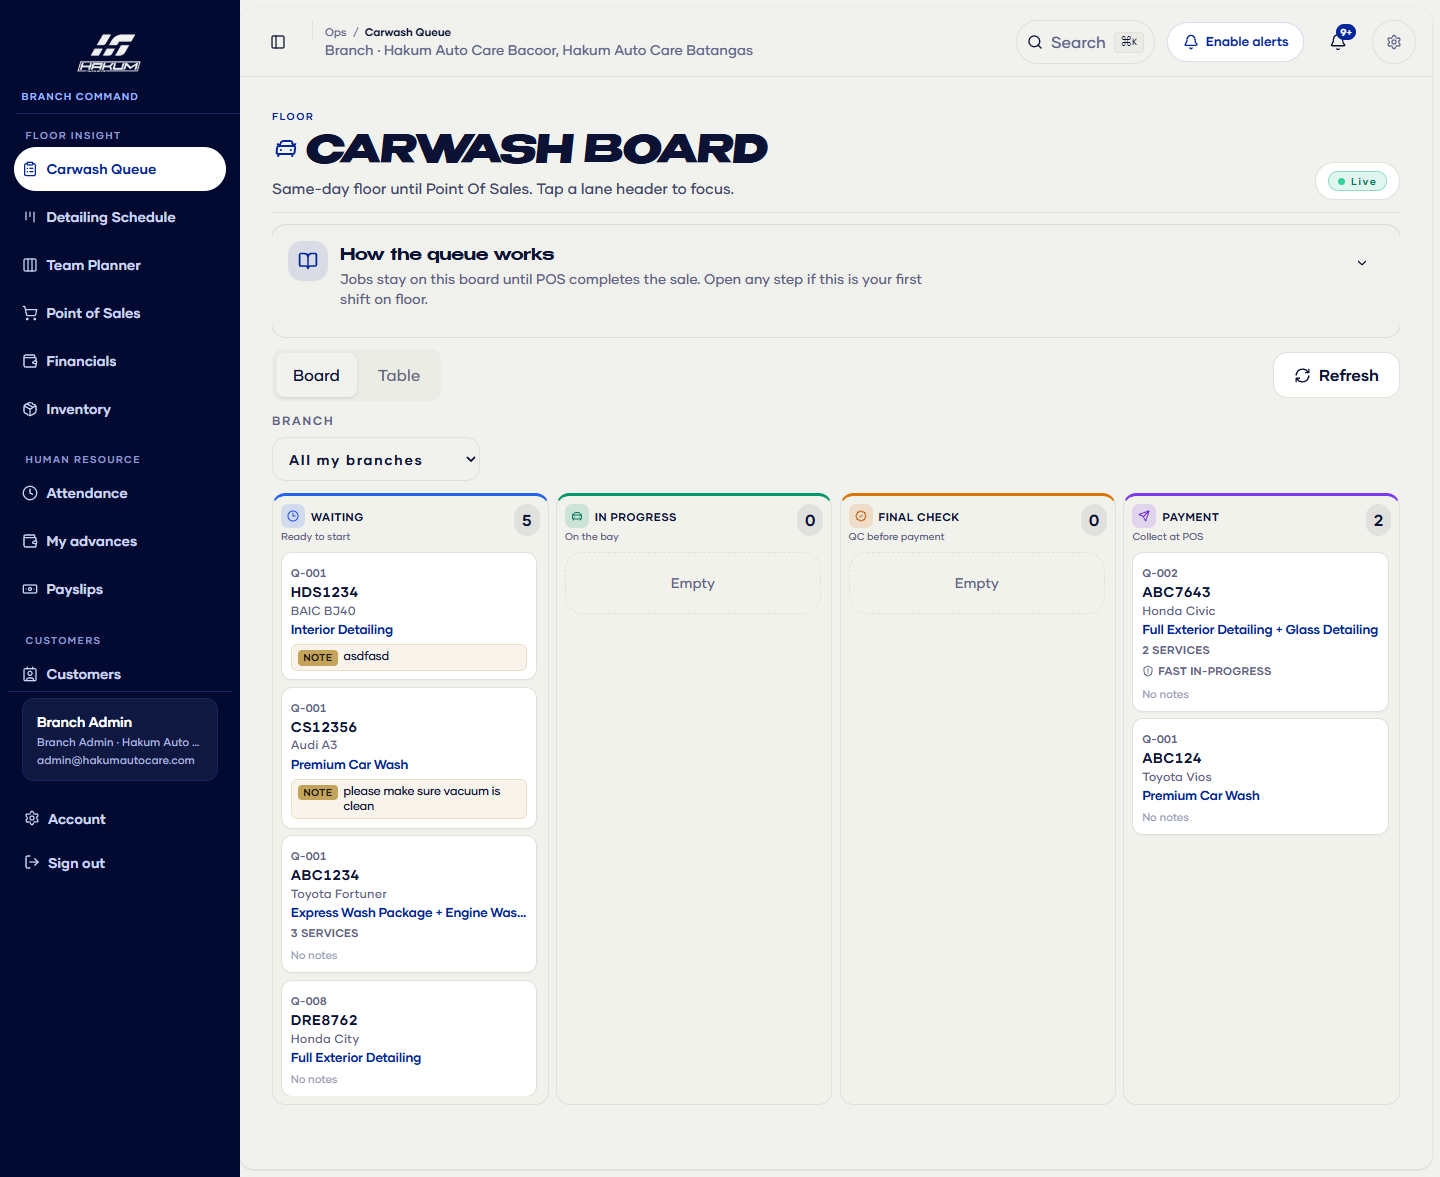 HAKUM
BRANCH COMMAND
FLOOR INSIGHT
Carwash Queue
Detailing Schedule
Team Planner
Point of Sales
Financials
Inventory
HUMAN RESOURCE
Attendance
My advances
Payslips
CUSTOMERS
Customers
Branch Admin
Branch Admin · Hakum Auto ...
admin@hakumautocare.com
Account
Sign out
Ops / Carwash Queue
Branch · Hakum Auto Care Bacoor, Hakum Auto Care Batangas
Search ⌘K
Enable alerts
9+
FLOOR
CARWASH BOARD
Same-day floor until Point Of Sales. Tap a lane header to focus.
Live
How the queue works
Jobs stay on this board until POS completes the sale. Open any step if this is your first
shift on floor.
Board
Table
Refresh
BRANCH
All my branches
WAITING
5
Ready to start
Q-001
HDS1234
BAIC BJ40
Interior Detailing
NOTE asdfasd
Q-001
CS12356
Audi A3
Premium Car Wash
NOTE please make sure vacuum is
clean
Q-001
ABC1234
Toyota Fortuner
Express Wash Package + Engine Was...
3 SERVICES
No notes
Q-008
DRE8762
Honda City
Full Exterior Detailing
No notes
IN PROGRESS
0
On the bay
Empty
FINAL CHECK
0
QC before payment
Empty
PAYMENT
2
Collect at POS
Q-002
ABC7643
Honda Civic
Full Exterior Detailing + Glass Detailing
2 SERVICES
FAST IN-PROGRESS
No notes
Q-001
ABC124
Toyota Vios
Premium Car Wash
No notes